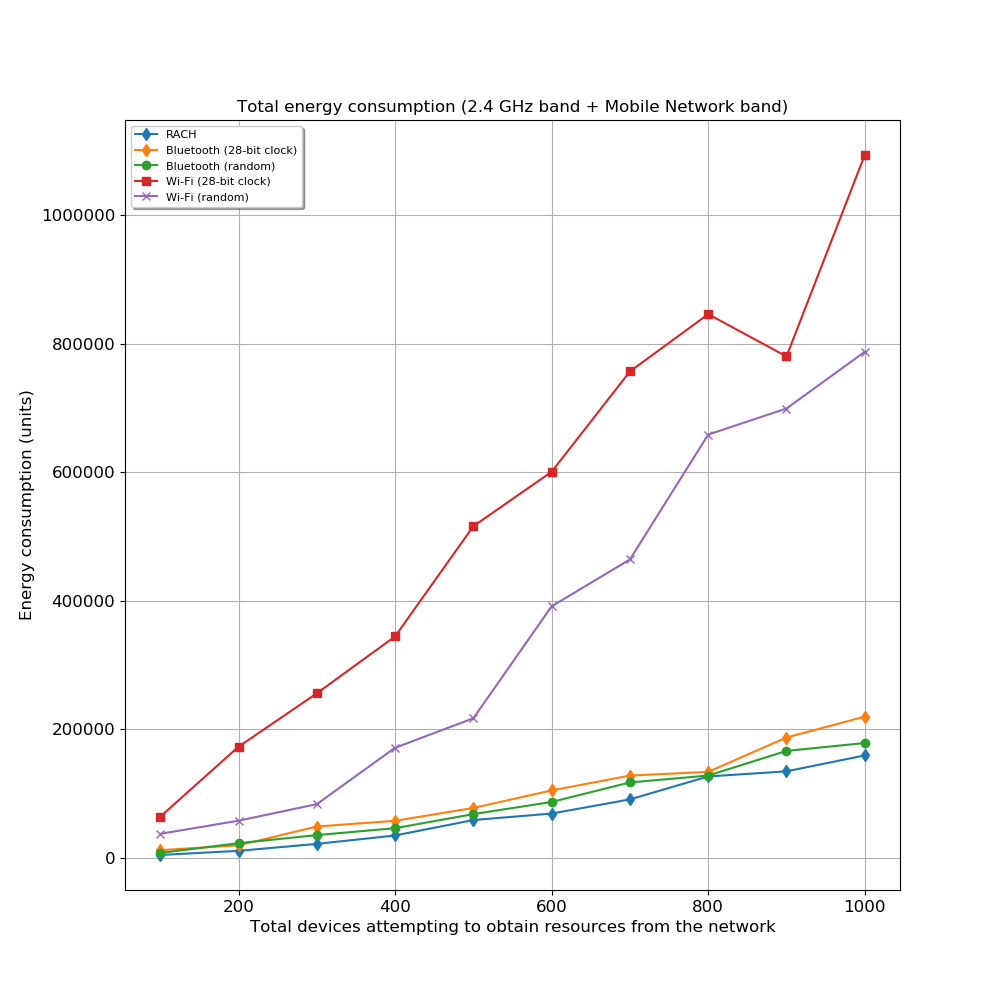 Total energy consumption (2.4 GHz band + Mobile Network band)
RACH
Bluetooth (28-bit clock)
Bluetooth (random)
Wi-Fi (28-bit clock)
Wi-Fi (random)
1000000
800000
600000
400000
200000
0
Energy consumption (units)
200 400 600 800 1000
Total devices attempting to obtain resources from the network